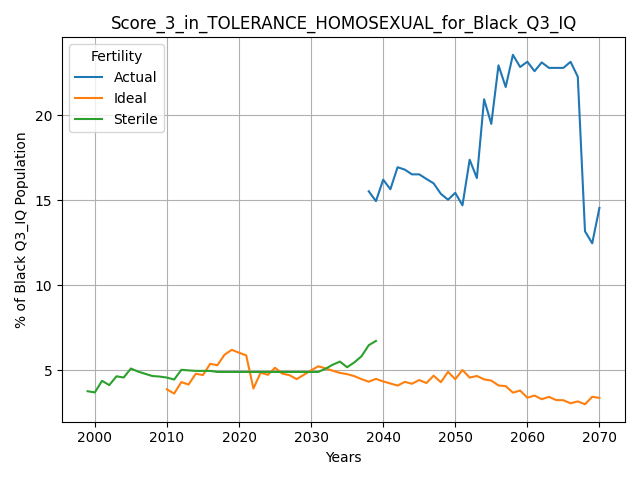 Score_3_in_TOLERANCE_HOMOSEXUAL_for_Black_Q3_IQ
Fertility
Actual
Ideal
Sterile
% of Black Q3_IQ Population
20
15
10
5
2000
2010
2020
2030
2040
2050
2060
2070
Years